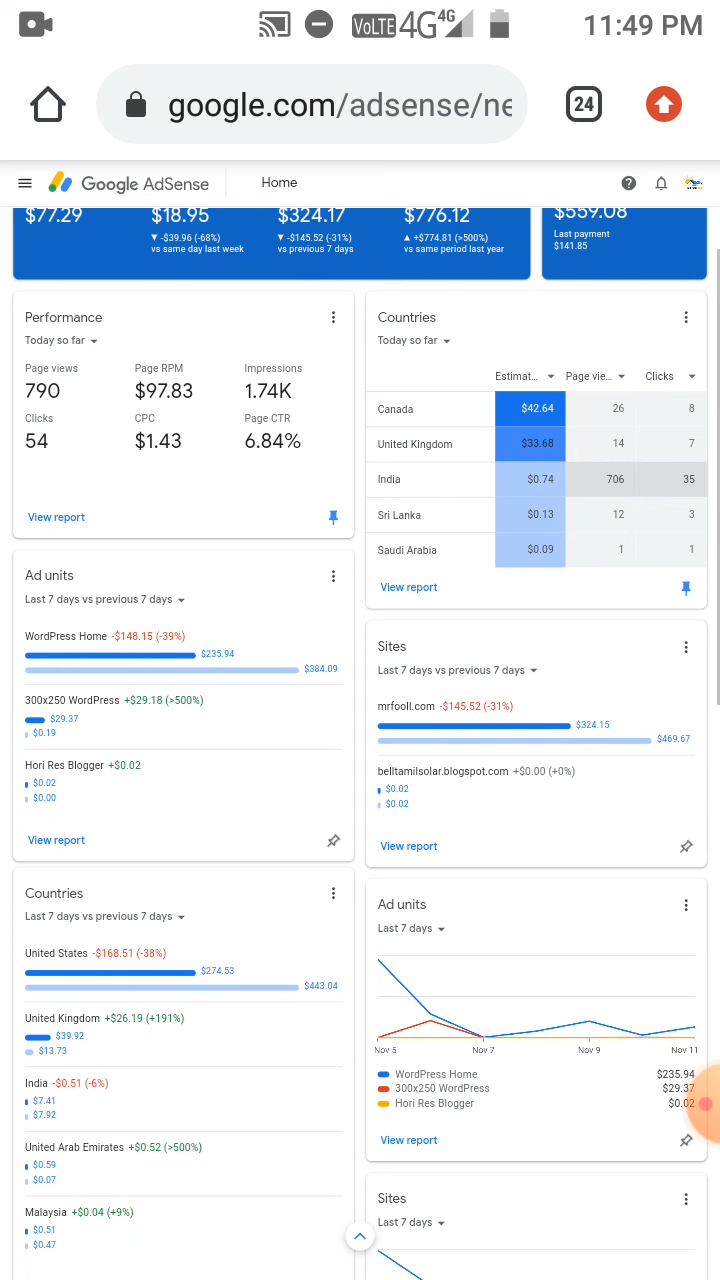 VoLTE 4G 4G 11:49 PM
google.com/adsense/ne
24
Google AdSense Home
$77.29 $18.95 $324.17 $776.12 $559.08
▼ -$39.96 (-68%) ▼ -$145.52 (-31%) ▲ +$774.81 (>500%) Last payment
vs same day last week vs previous 7 days vs same period last year $141.85
Performance
Today so far
Page views Page RPM Impressions
790 $97.83 1.74K
Clicks CPC Page CTR
54 $1.43 6.84%
View report
Countries
Today so far
Estimat... Page vie... Clicks
Canada $42.64 26 8
United Kingdom $33.68 14 7
India $0.74 706 35
Sri Lanka $0.13 12 3
Saudi Arabia $0.09 1 1
View report
Ad units
Last 7 days vs previous 7 days
WordPress Home -$148.15 (-39%)
$235.94
$384.09
300x250 WordPress +$29.18 (>500%)
$29.37
$0.19
Hori Res Blogger +$0.02
$0.02
$0.00
View report
Sites
Last 7 days vs previous 7 days
mrfooll.com -$145.52 (-31%)
$324.15
$469.67
belltamilsolar.blogspot.com +$0.00 (+0%)
$0.02
$0.02
View report
Countries
Last 7 days vs previous 7 days
United States -$168.51 (-38%)
$274.53
$443.04
United Kingdom +$26.19 (+191%)
$39.92
$13.73
India -$0.51 (-6%)
$7.41
$7.92
United Arab Emirates +$0.52 (>500%)
$0.59
$0.07
Malaysia +$0.04 (+9%)
$0.51
$0.47
Ad units
Last 7 days
Nov 5 Nov 7 Nov 9 Nov 11
WordPress Home $235.94
300x250 WordPress $29.37
Hori Res Blogger $0.02
View report
Sites
Last 7 days